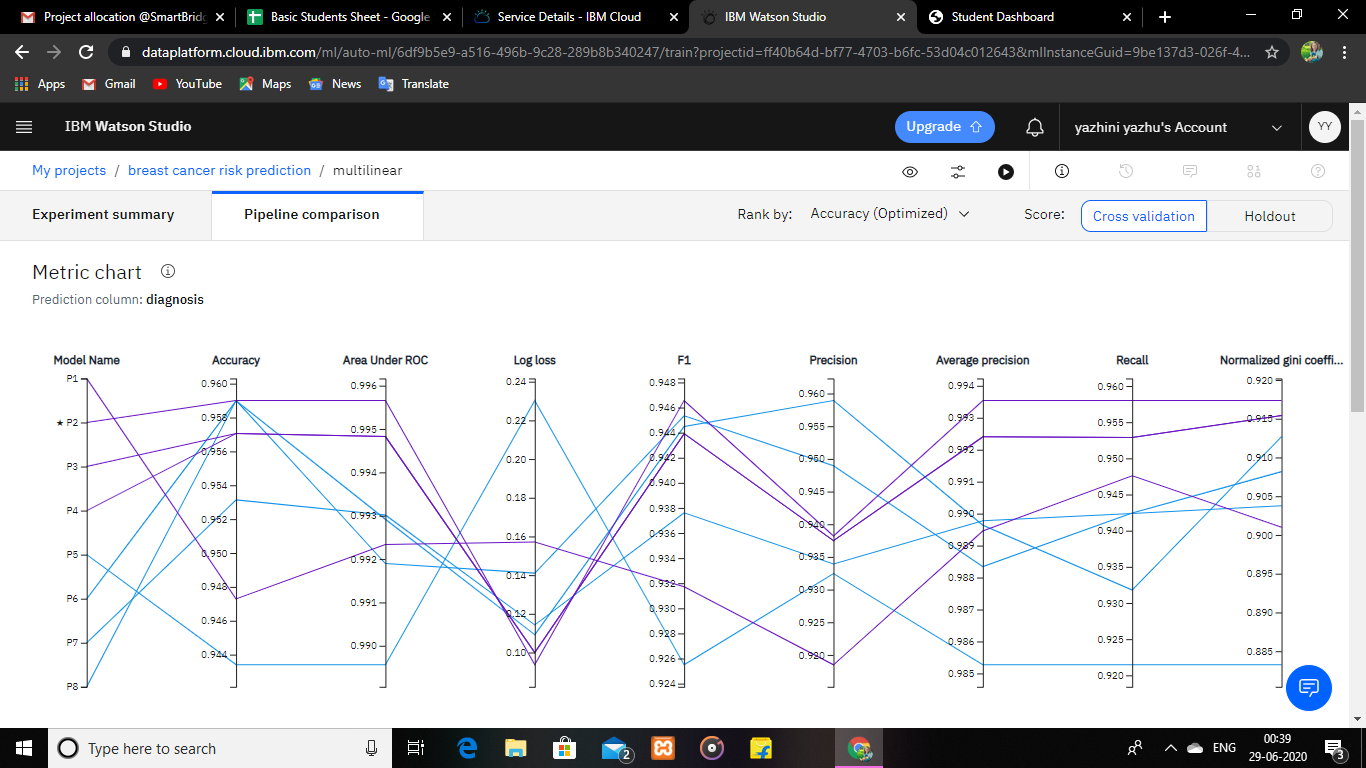 Project allocation @SmartBridg
Basic Students Sheet - Google
Service Details - IBM Cloud
IBM Watson Studio
Student Dashboard
dataplatform.cloud.ibm.com/ml/auto-ml/6df9b5e9-a516-496b-9c28-289b8b340247/train?projectid=ff40b64d-bf77-4703-b6fc-53d04c012643&mlInstanceGuid=9be137d3-026f-4...
Apps Gmail YouTube Maps News Translate
IBM Watson Studio
Upgrade
yazhini yazhu's Account
YY
My projects / breast cancer risk prediction / multilinear
Experiment summary
Pipeline comparison
Rank by: Accuracy (Optimized)
Score: Cross validation Holdout
Metric chart
Prediction column: diagnosis
Model Name Accuracy Area Under ROC Log loss F1 Precision Average precision Recall Normalized gini coeffi...
P1
★ P2
P3
P4
P5
P6
P7
P8
0.960
0.958
0.956
0.954
0.952
0.950
0.948
0.946
0.944
0.996
0.995
0.994
0.993
0.992
0.991
0.990
0.24
0.22
0.20
0.18
0.16
0.14
0.12
0.10
0.948
0.946
0.944
0.942
0.940
0.938
0.936
0.934
0.932
0.930
0.928
0.926
0.924
0.960
0.955
0.950
0.945
0.940
0.935
0.930
0.925
0.920
0.994
0.993
0.992
0.991
0.990
0.989
0.988
0.987
0.986
0.985
0.960
0.955
0.950
0.945
0.940
0.935
0.930
0.925
0.920
0.920
0.915
0.910
0.905
0.900
0.895
0.890
0.885
Type here to search
2
ENG
00:39
29-06-2020
3